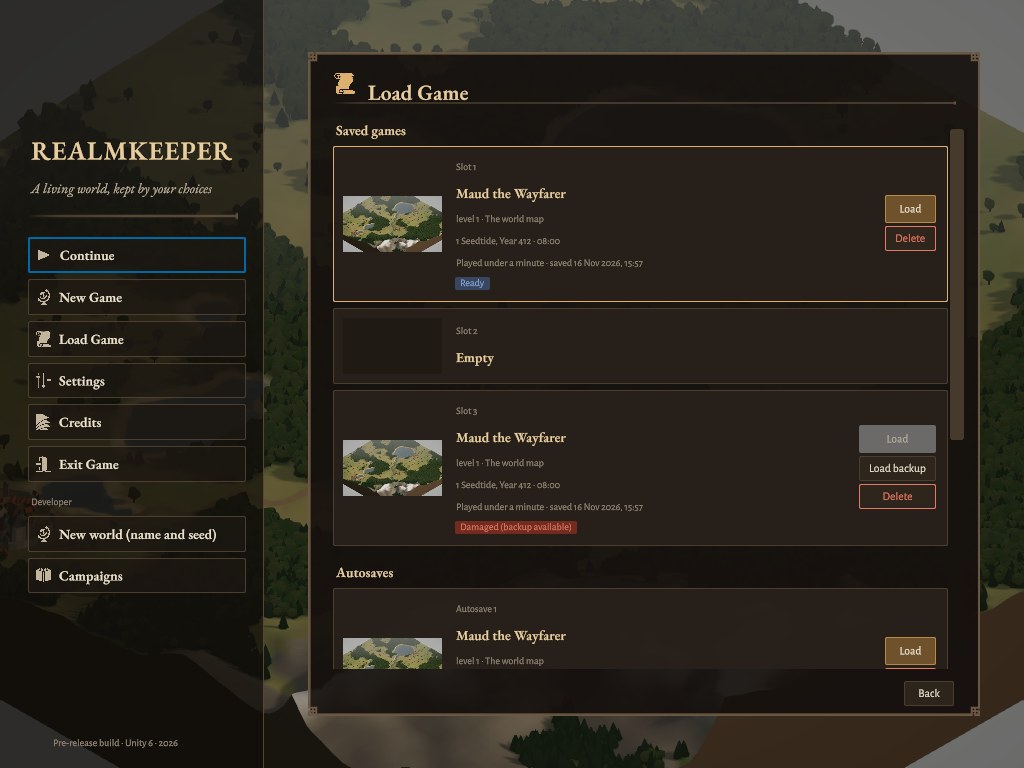 REALMKEEPER
A living world, kept by your choices
Continue
New Game
Load Game
Settings
Credits
Exit Game
Developer
New world (name and seed)
Campaigns
Pre-release build · Unity 6 · 2026
Load Game
Saved games
Slot 1
Maud the Wayfarer
level 1 · The world map
1 Seedtide, Year 412 · 08:00
Played under a minute · saved 16 Nov 2026, 15:57
Ready
Load
Delete
Slot 2
Empty
Slot 3
Maud the Wayfarer
level 1 · The world map
1 Seedtide, Year 412 · 08:00
Played under a minute · saved 16 Nov 2026, 15:57
Damaged (backup available)
Load
Load backup
Delete
Autosaves
Autosave 1
Maud the Wayfarer
level 1 · The world map
Load
Back